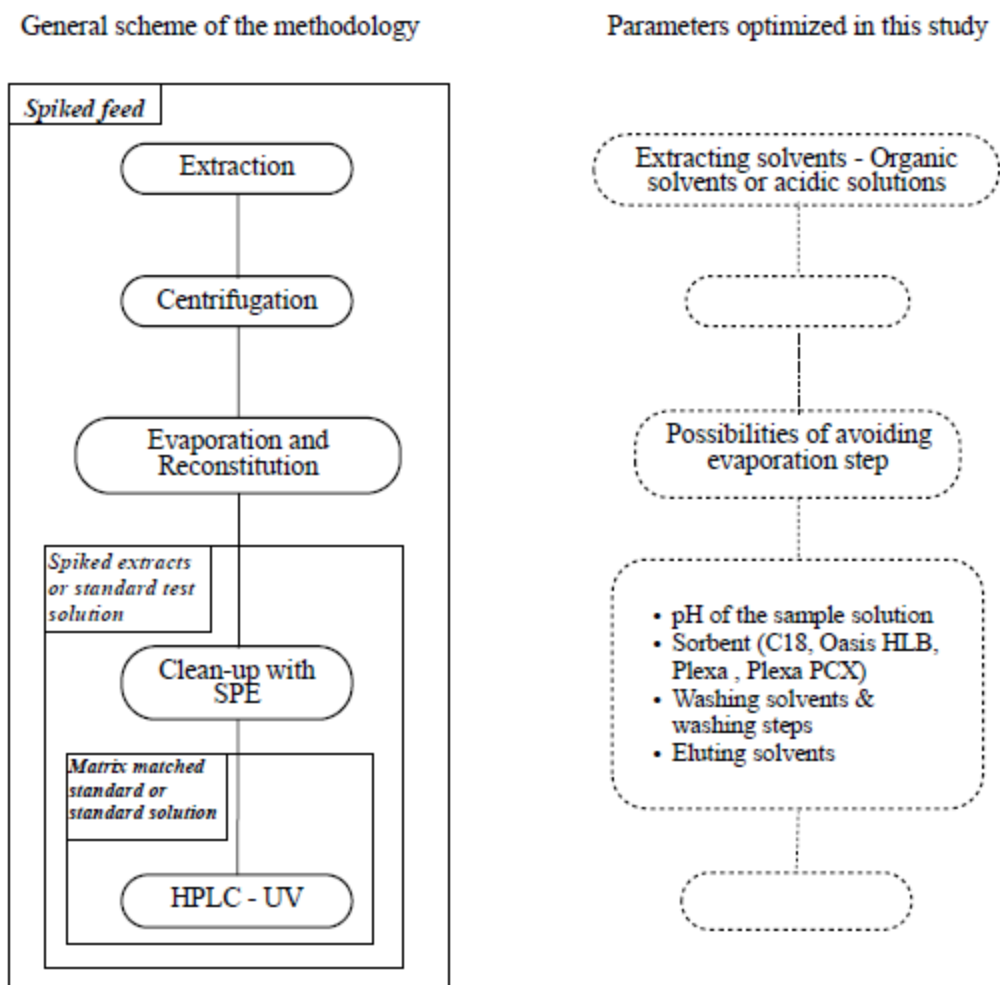 General scheme of the methodology
Parameters optimized in this study
Spiked feed
Extraction
Centrifugation
Evaporation and
Reconstitution
Spiked extracts
or standard test
solution
Clean-up with
SPE
Matrix matched
standard or
standard solution
HPLC - UV
Extracting solvents - Organic
solvents or acidic solutions
Possibilities of avoiding
evaporation step
• pH of the sample solution
• Sorbent (C18, Oasis HLB,
Plexa , Plexa PCX)
• Washing solvents &
washing steps
• Eluting solvents